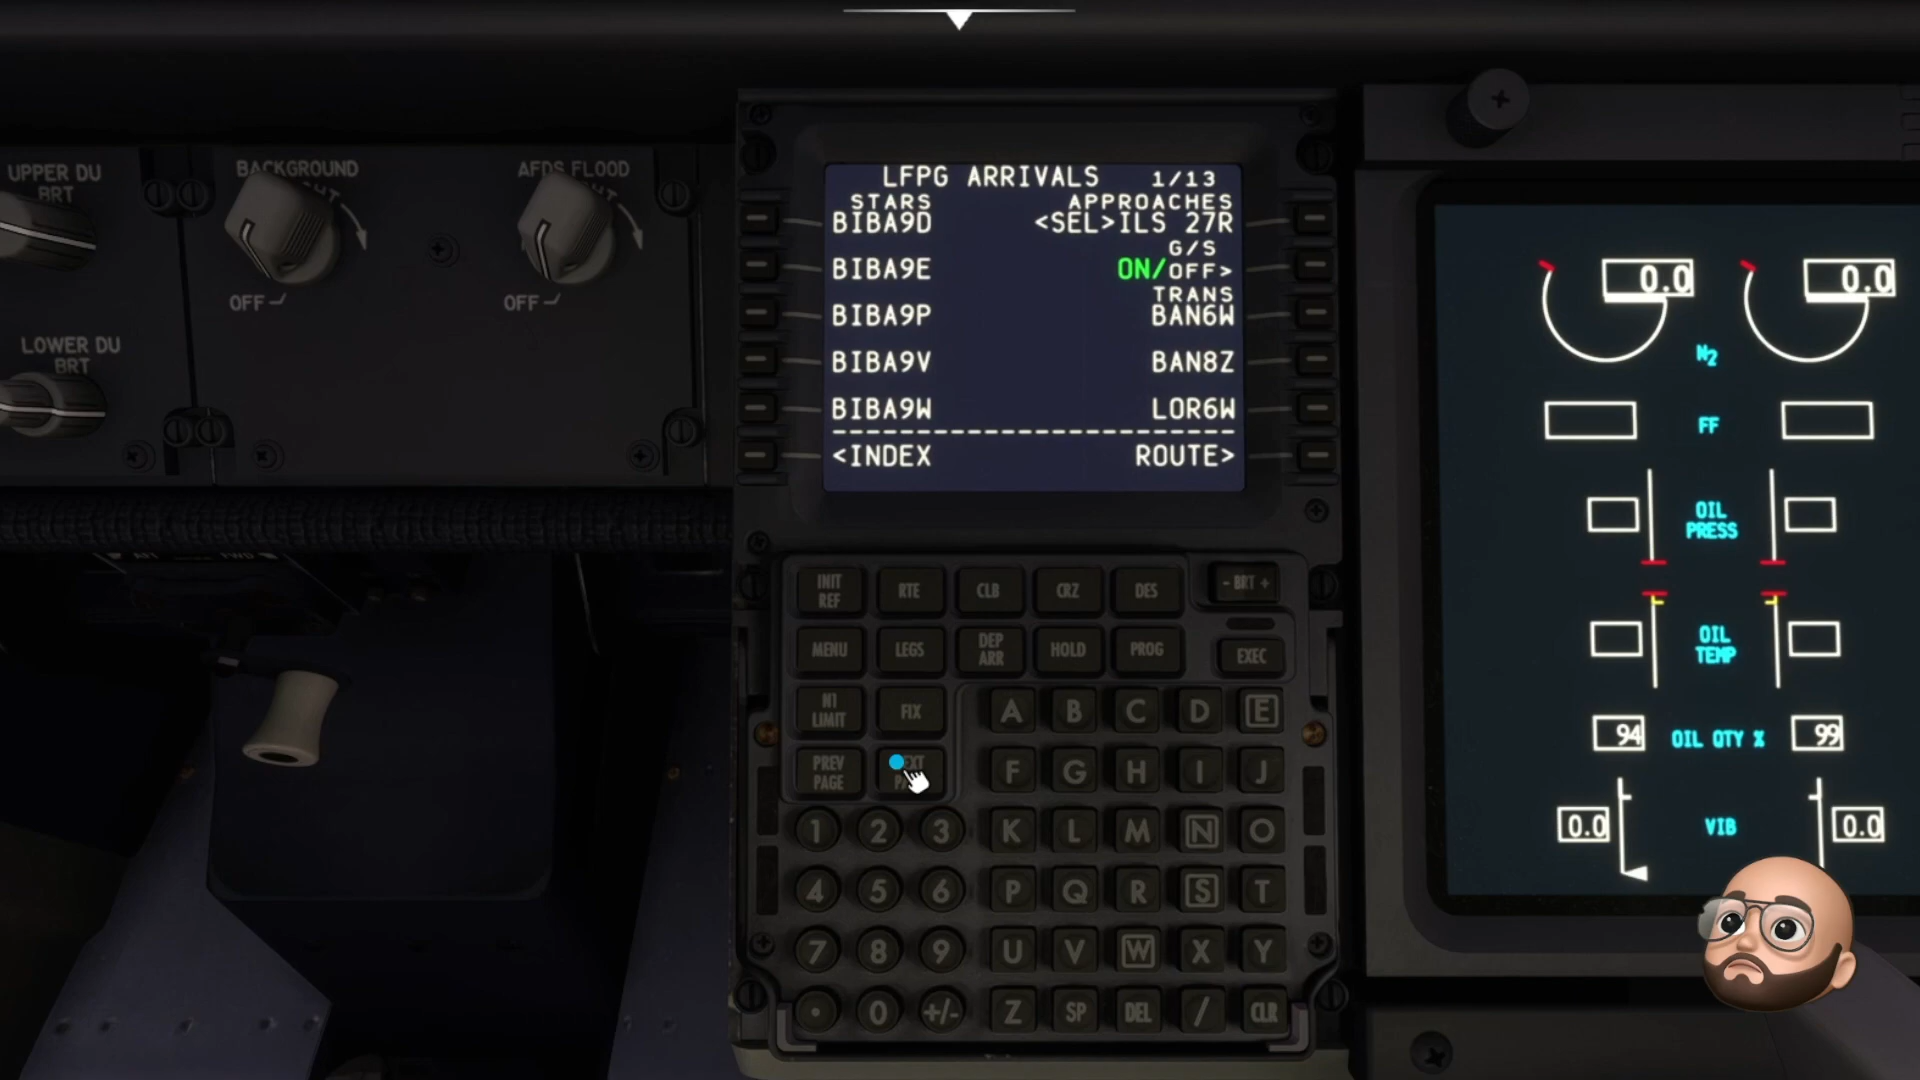 UPPER DU
BRT
BACKGROUND
AFDS FLOOD
OFF
OFF
LOWER DU
BRT
LFPG ARRIVALS 1/13
STARS APPROACHES
BIBA9D <SEL>ILS 27R
G/S
BIBA9E ON/OFF>
TRANS
BIBA9P BAN6W
BIBA9V BAN8Z
BIBA9W LOR6W
------------------------
<INDEX ROUTE>
INIT REF
RTE
CLB
CRZ
DES
- BRT +
MENU
LEGS
DEP ARR
HOLD
PROG
EXEC
N1 LIMIT
FIX
A B C D E
PREV PAGE
F G H I J
1 2 3 K L M N O
4 5 6 P Q R S T
7 8 9 U V W X Y
. 0 +/- Z SP DEL / CLR
0.0 0.0
N2
FF
OIL
PRESS
OIL
TEMP
94 OIL QTY % 99
0.0 VIB 0.0